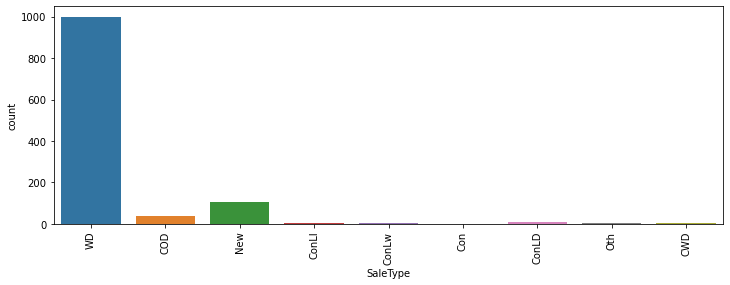 1000
800
600
400
200
0
count
WD
COD
New
ConLI
ConLw
Con
ConLD
Oth
CWD
SaleType